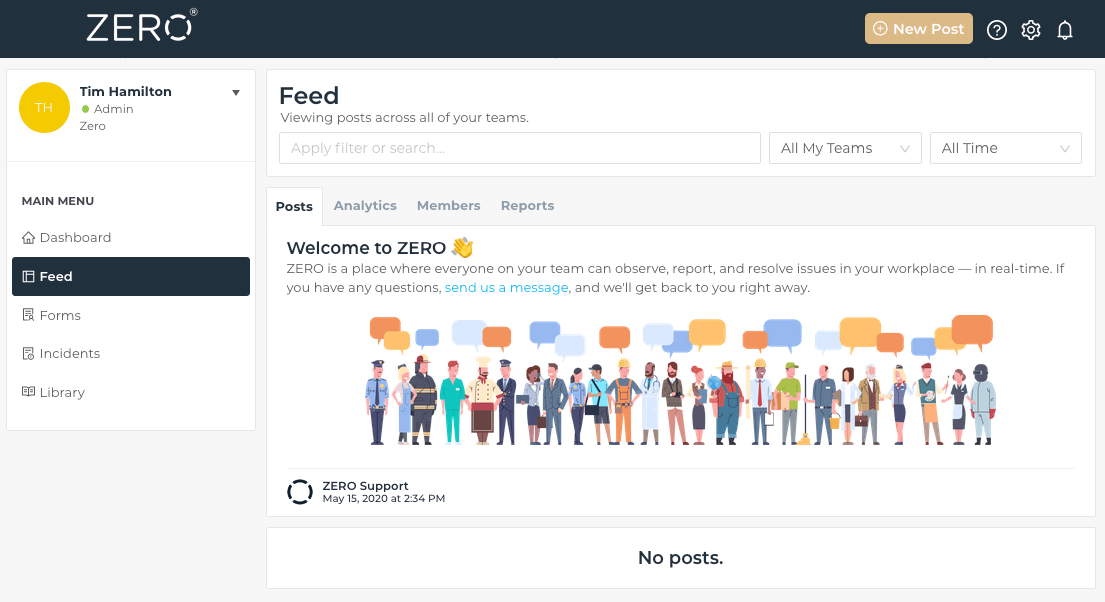 ZERO®
New Post
TH
Tim Hamilton
Admin
Zero
MAIN MENU
Dashboard
Feed
Forms
Incidents
Library
Feed
Viewing posts across all of your teams.
Apply filter or search...
All My Teams
All Time
Posts
Analytics
Members
Reports
Welcome to ZERO 👋
ZERO is a place where everyone on your team can observe, report, and resolve issues in your workplace — in real-time. If
you have any questions, send us a message, and we'll get back to you right away.
ZERO Support
May 15, 2020 at 2:34 PM
No posts.